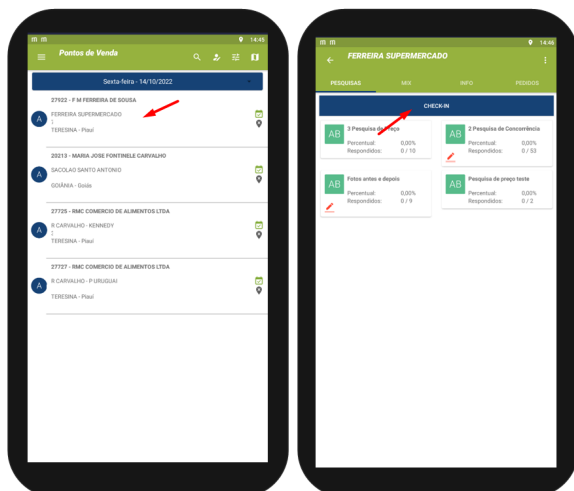 m m
14:45
Pontos de Venda
Sexta-feira - 14/10/2022
27922 - F M FERREIRA DE SOUSA
A
FERREIRA SUPERMERCADO
TERESINA - Piauí
20213 - MARIA JOSE FONTINELE CARVALHO
A
SACOLAO SANTO ANTONIO
GOIÂNIA - Goiás
27725 - RMC COMERCIO DE ALIMENTOS LTDA
A
R CARVALHO - KENNEDY
TERESINA - Piauí
27727 - RMC COMERCIO DE ALIMENTOS LTDA
A
R CARVALHO - P URUGUAI
TERESINA - Piauí
m m
14:46
FERREIRA SUPERMERCADO
PESQUISAS MIX INFO PEDIDOS
CHECK-IN
AB
3 Pesquisa de Preço
Percentual: 0,00%
Respondidos: 0 / 10
AB
2 Pesquisa de Concorrência
Percentual: 0,00%
Respondidos: 0 / 53
AB
Fotos antes e depois
Percentual: 0,00%
Respondidos: 0 / 9
AB
Pesquisa de preço teste
Percentual: 0,00%
Respondidos: 0 / 2